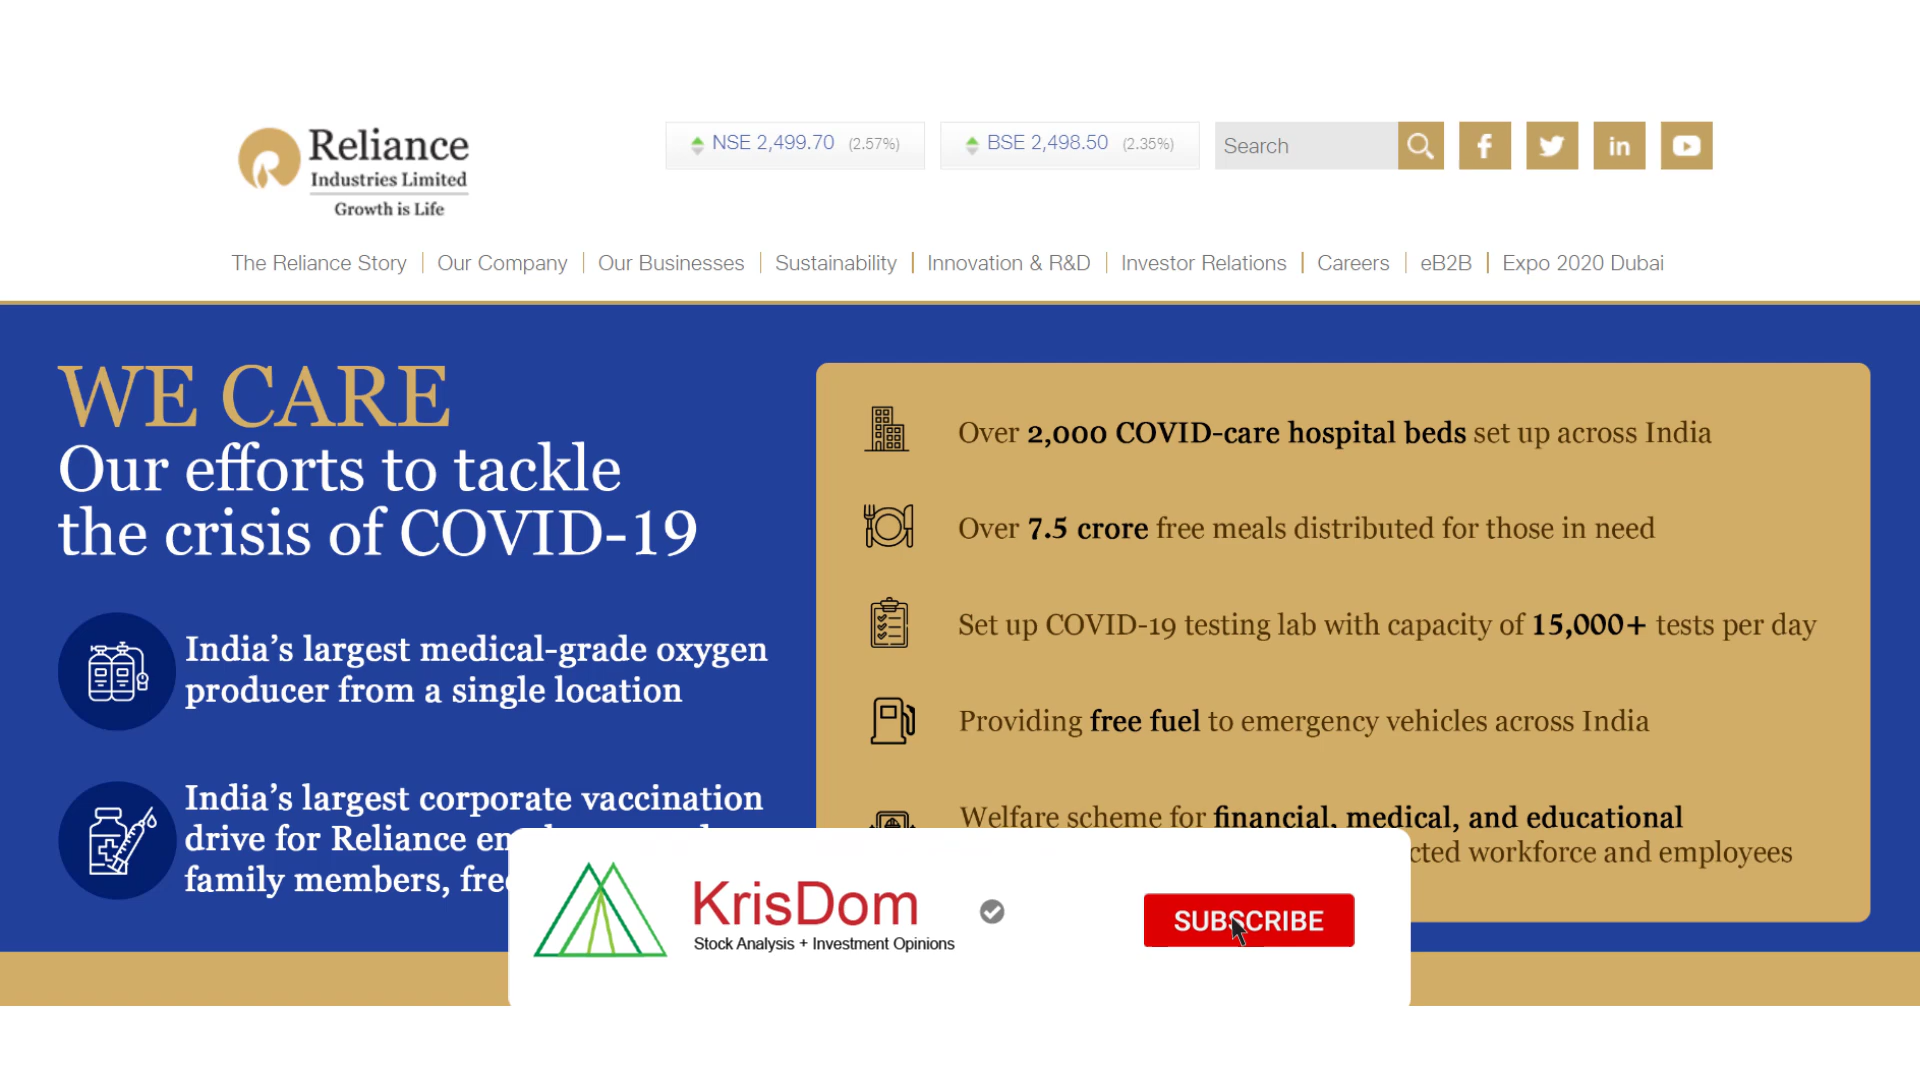 Reliance
Industries Limited
Growth is Life
NSE 2,499.70 (2.57%)
BSE 2,498.50 (2.35%)
Search
The Reliance Story
Our Company
Our Businesses
Sustainability
Innovation & R&D
Investor Relations
Careers
eB2B
Expo 2020 Dubai
WE CARE
Our efforts to tackle
the crisis of COVID-19
India's largest medical-grade oxygen
producer from a single location
India's largest corporate vaccination
drive for Reliance
family members,
Over 2,000 COVID-care hospital beds set up across India
Over 7.5 crore free meals distributed for those in need
Set up COVID-19 testing lab with capacity of 15,000+ tests per day
Providing free fuel to emergency vehicles across India
Welfare scheme for financial, medical, and educational
workforce and employees
KrisDom
Stock Analysis + Investment Opinions
SUBSCRIBE